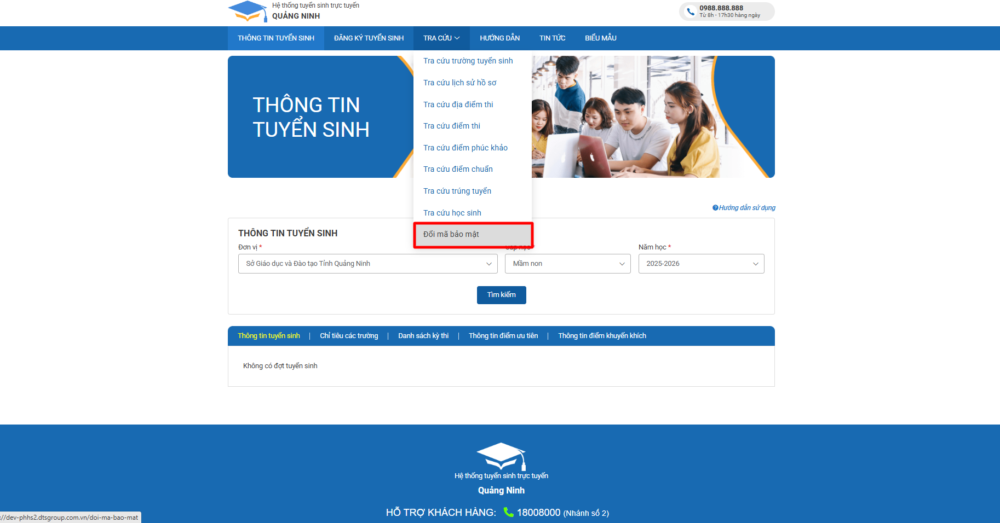 Hệ thống tuyển sinh trực tuyến
QUẢNG NINH
0988.888.888
Từ 8h - 17h30 hàng ngày
THÔNG TIN TUYỂN SINH
ĐĂNG KÝ TUYỂN SINH
TRA CỨU
HƯỚNG DẪN
TIN TỨC
BIỂU MẪU
Tra cứu trường tuyển sinh
Tra cứu lịch sử hồ sơ
Tra cứu địa điểm thi
Tra cứu điểm thi
Tra cứu điểm phúc khảo
Tra cứu điểm chuẩn
Tra cứu trúng tuyển
Tra cứu học sinh
Đổi mã bảo mật
THÔNG TIN
TUYỂN SINH
Hướng dẫn sử dụng
THÔNG TIN TUYỂN SINH
Đơn vị *
Sở Giáo dục và Đào tạo Tỉnh Quảng Ninh
Mầm non
Năm học *
2025-2026
Tìm kiếm
Thông tin tuyển sinh | Chỉ tiêu các trường | Danh sách kỳ thi | Thông tin điểm ưu tiên | Thông tin điểm khuyến khích
Không có đợt tuyển sinh
Hệ thống tuyển sinh trực tuyến
Quảng Ninh
HỖ TRỢ KHÁCH HÀNG: 18008000 (Nhánh số 2)
://dev-phhs2.dtsgroup.com.vn/doi-ma-bao-mat